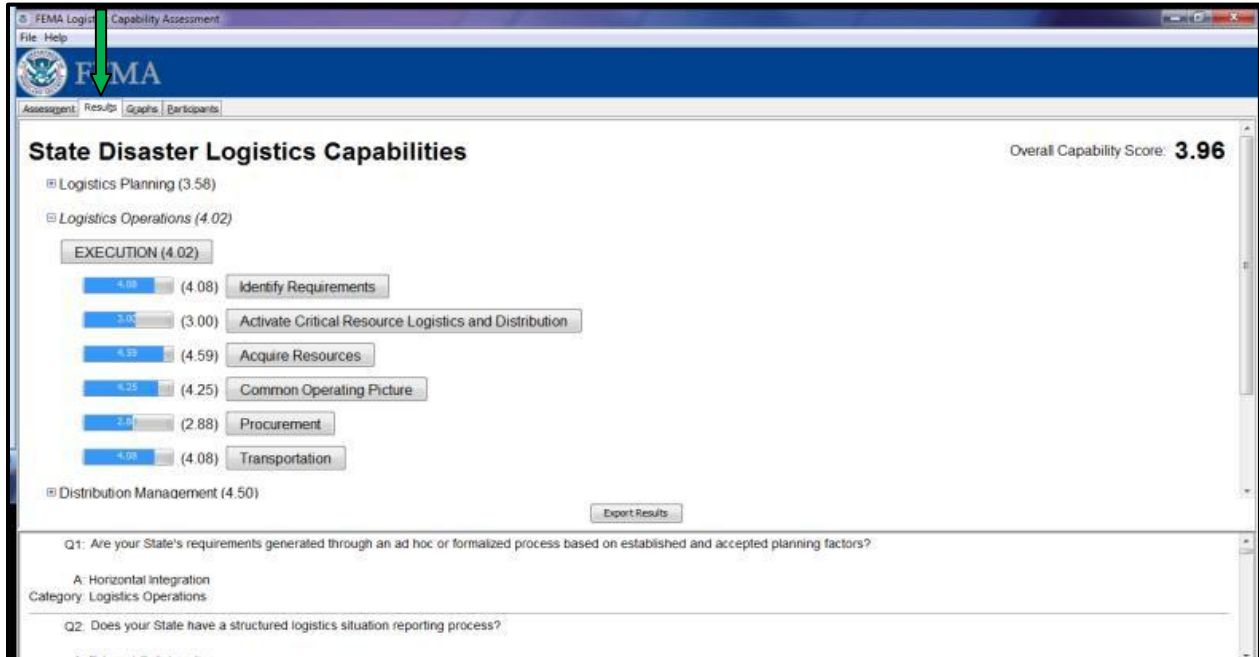 FEMA Logist Capability Assessment
File Help
FEMA
Assessment Results Graphs Participants
State Disaster Logistics Capabilities
Overall Capability Score: 3.96
Logistics Planning (3.58)
Logistics Operations (4.02)
EXECUTION (4.02)
4.08 (4.08) Identify Requirements
3.00 (3.00) Activate Critical Resource Logistics and Distribution
4.59 (4.59) Acquire Resources
4.25 (4.25) Common Operating Picture
2.88 (2.88) Procurement
4.08 (4.08) Transportation
Distribution Management (4.50)
Export Results
Q1: Are your State's requirements generated through an ad hoc or formalized process based on established and accepted planning factors?
A: Horizontal Integration
Category: Logistics Operations
Q2: Does your State have a structured logistics situation reporting process?